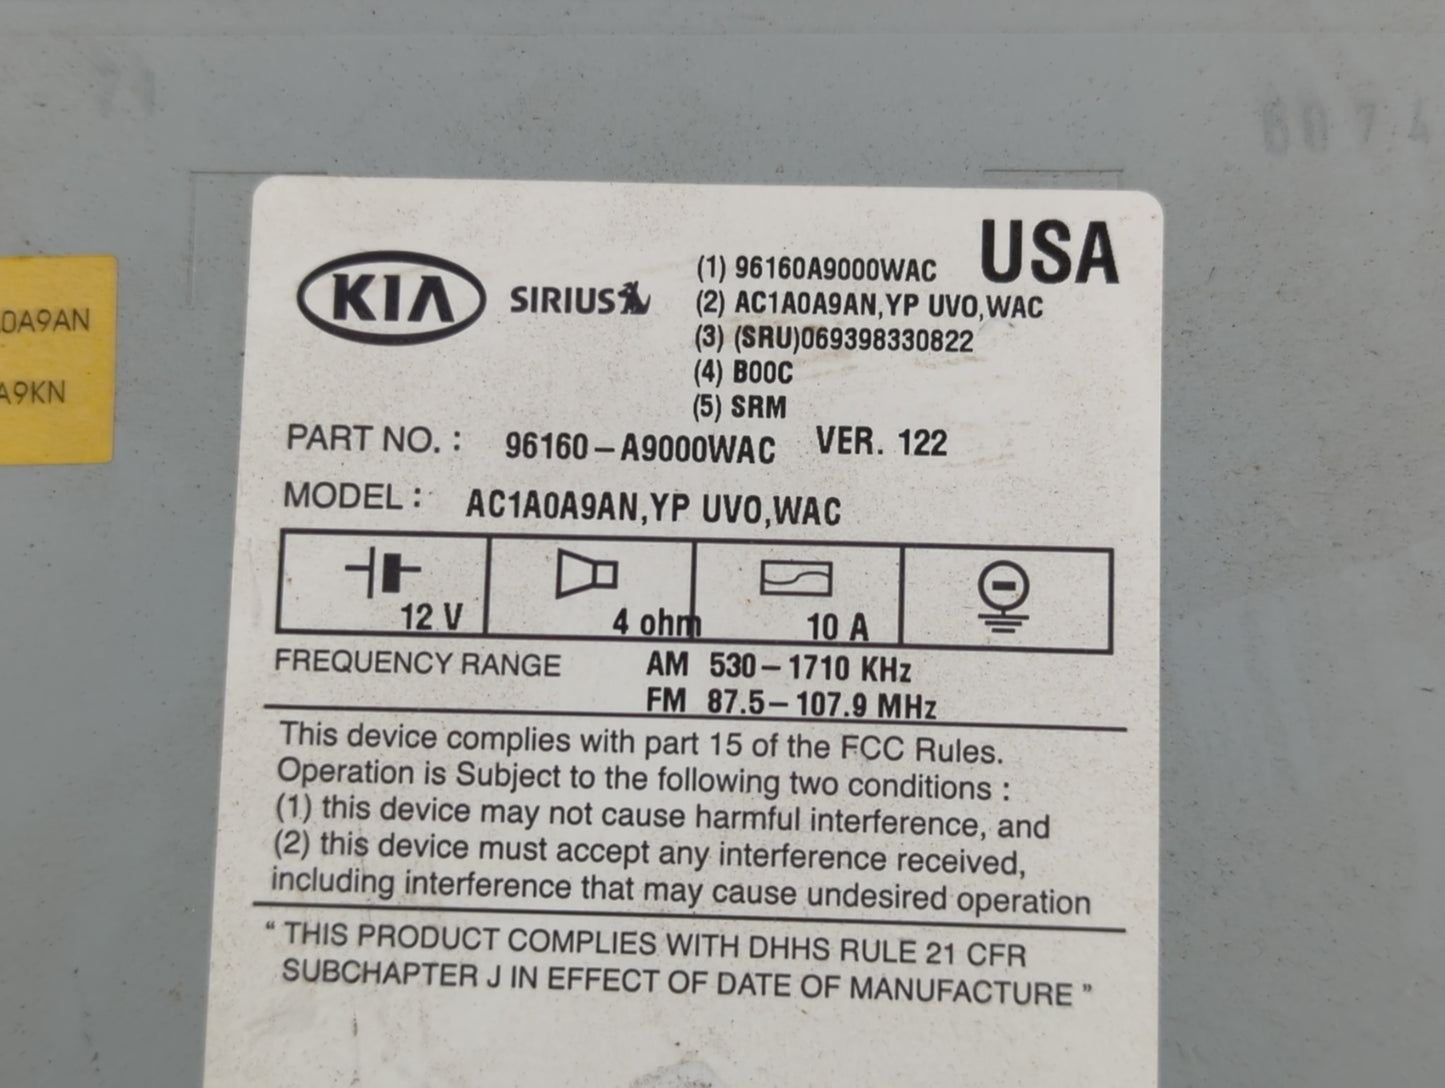 71
6074
0A9AN
A9KN
KIA
SIRIUS
USA
(1) 96160A9000WAC
(2) AC1A0A9AN,YP UVO,WAC
(3) (SRU)069398330822
(4) B00C
(5) SRM
PART NO. : 96160-A9000WAC VER. 122
MODEL : AC1A0A9AN,YP UVO,WAC
12 V 4 ohm 10 A
FREQUENCY RANGE AM 530-1710 KHz
FM 87.5-107.9 MHz
This device complies with part 15 of the FCC Rules.
Operation is Subject to the following two conditions :
(1) this device may not cause harmful interference, and
(2) this device must accept any interference received,
including interference that may cause undesired operation
“ THIS PRODUCT COMPLIES WITH DHHS RULE 21 CFR
SUBCHAPTER J IN EFFECT OF DATE OF MANUFACTURE ”